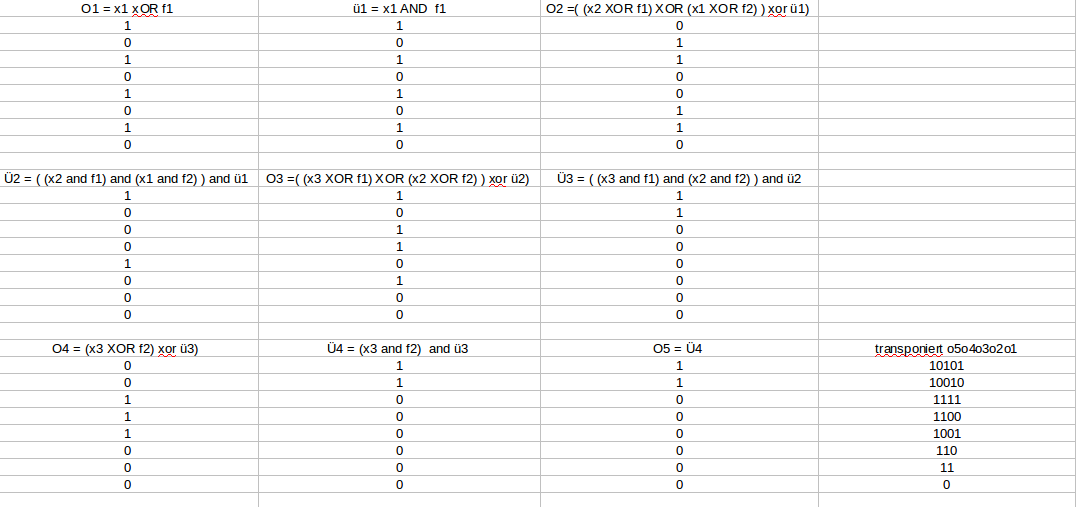 O1 = x1 xOR f1 ü1 = x1 AND f1 O2 =( (x2 XOR f1) XOR (x1 XOR f2) ) xor ü1)
1 1 0
0 0 1
1 1 1
0 0 0
1 1 0
0 0 1
1 1 1
0 0 0
Ü2 = ( (x2 and f1) and (x1 and f2) ) and ü1 O3 =( (x3 XOR f1) XOR (x2 XOR f2) ) xor ü2) Ü3 = ( (x3 and f1) and (x2 and f2) ) and ü2
1 1 1
0 0 1
0 1 0
0 1 0
1 0 0
0 1 0
0 0 0
0 0 0
O4 = (x3 XOR f2) xor ü3) Ü4 = (x3 and f2) and ü3 O5 = Ü4 transponiert o5o4o3o2o1
0 1 1 10101
0 1 1 10010
1 0 0 1111
1 0 0 1100
1 0 0 1001
0 0 0 110
0 0 0 11
0 0 0 0